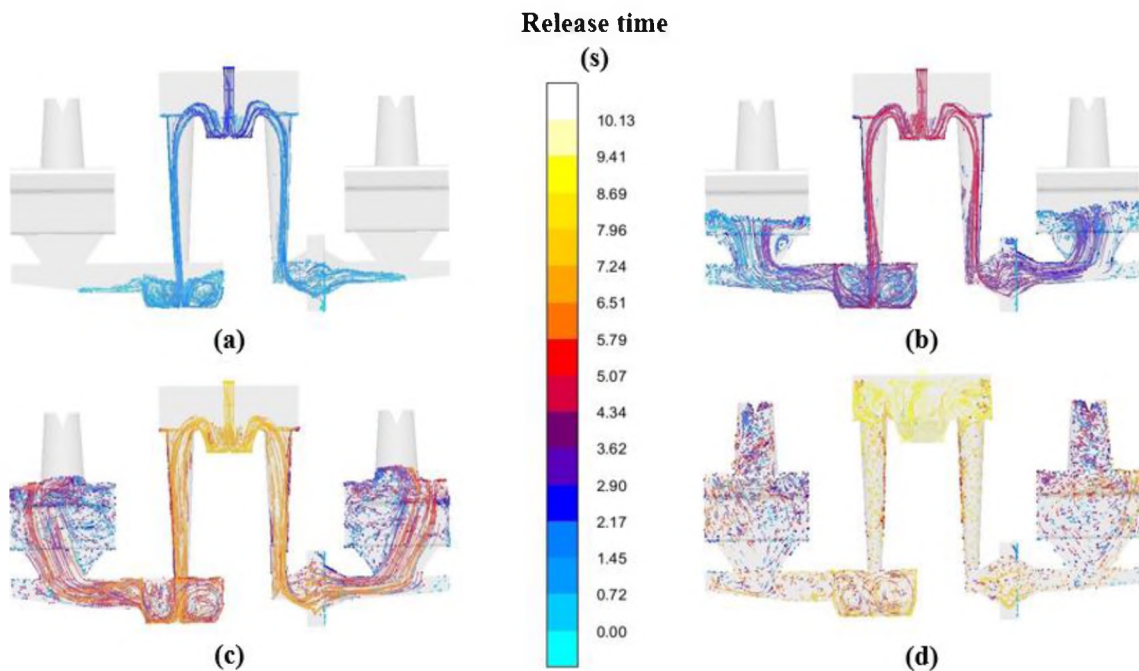 Release time
(s)
10.13
9.41
8.69
7.96
7.24
6.51
5.79
5.07
4.34
3.62
2.90
2.17
1.45
0.72
0.00
(a)
(b)
(c)
(d)